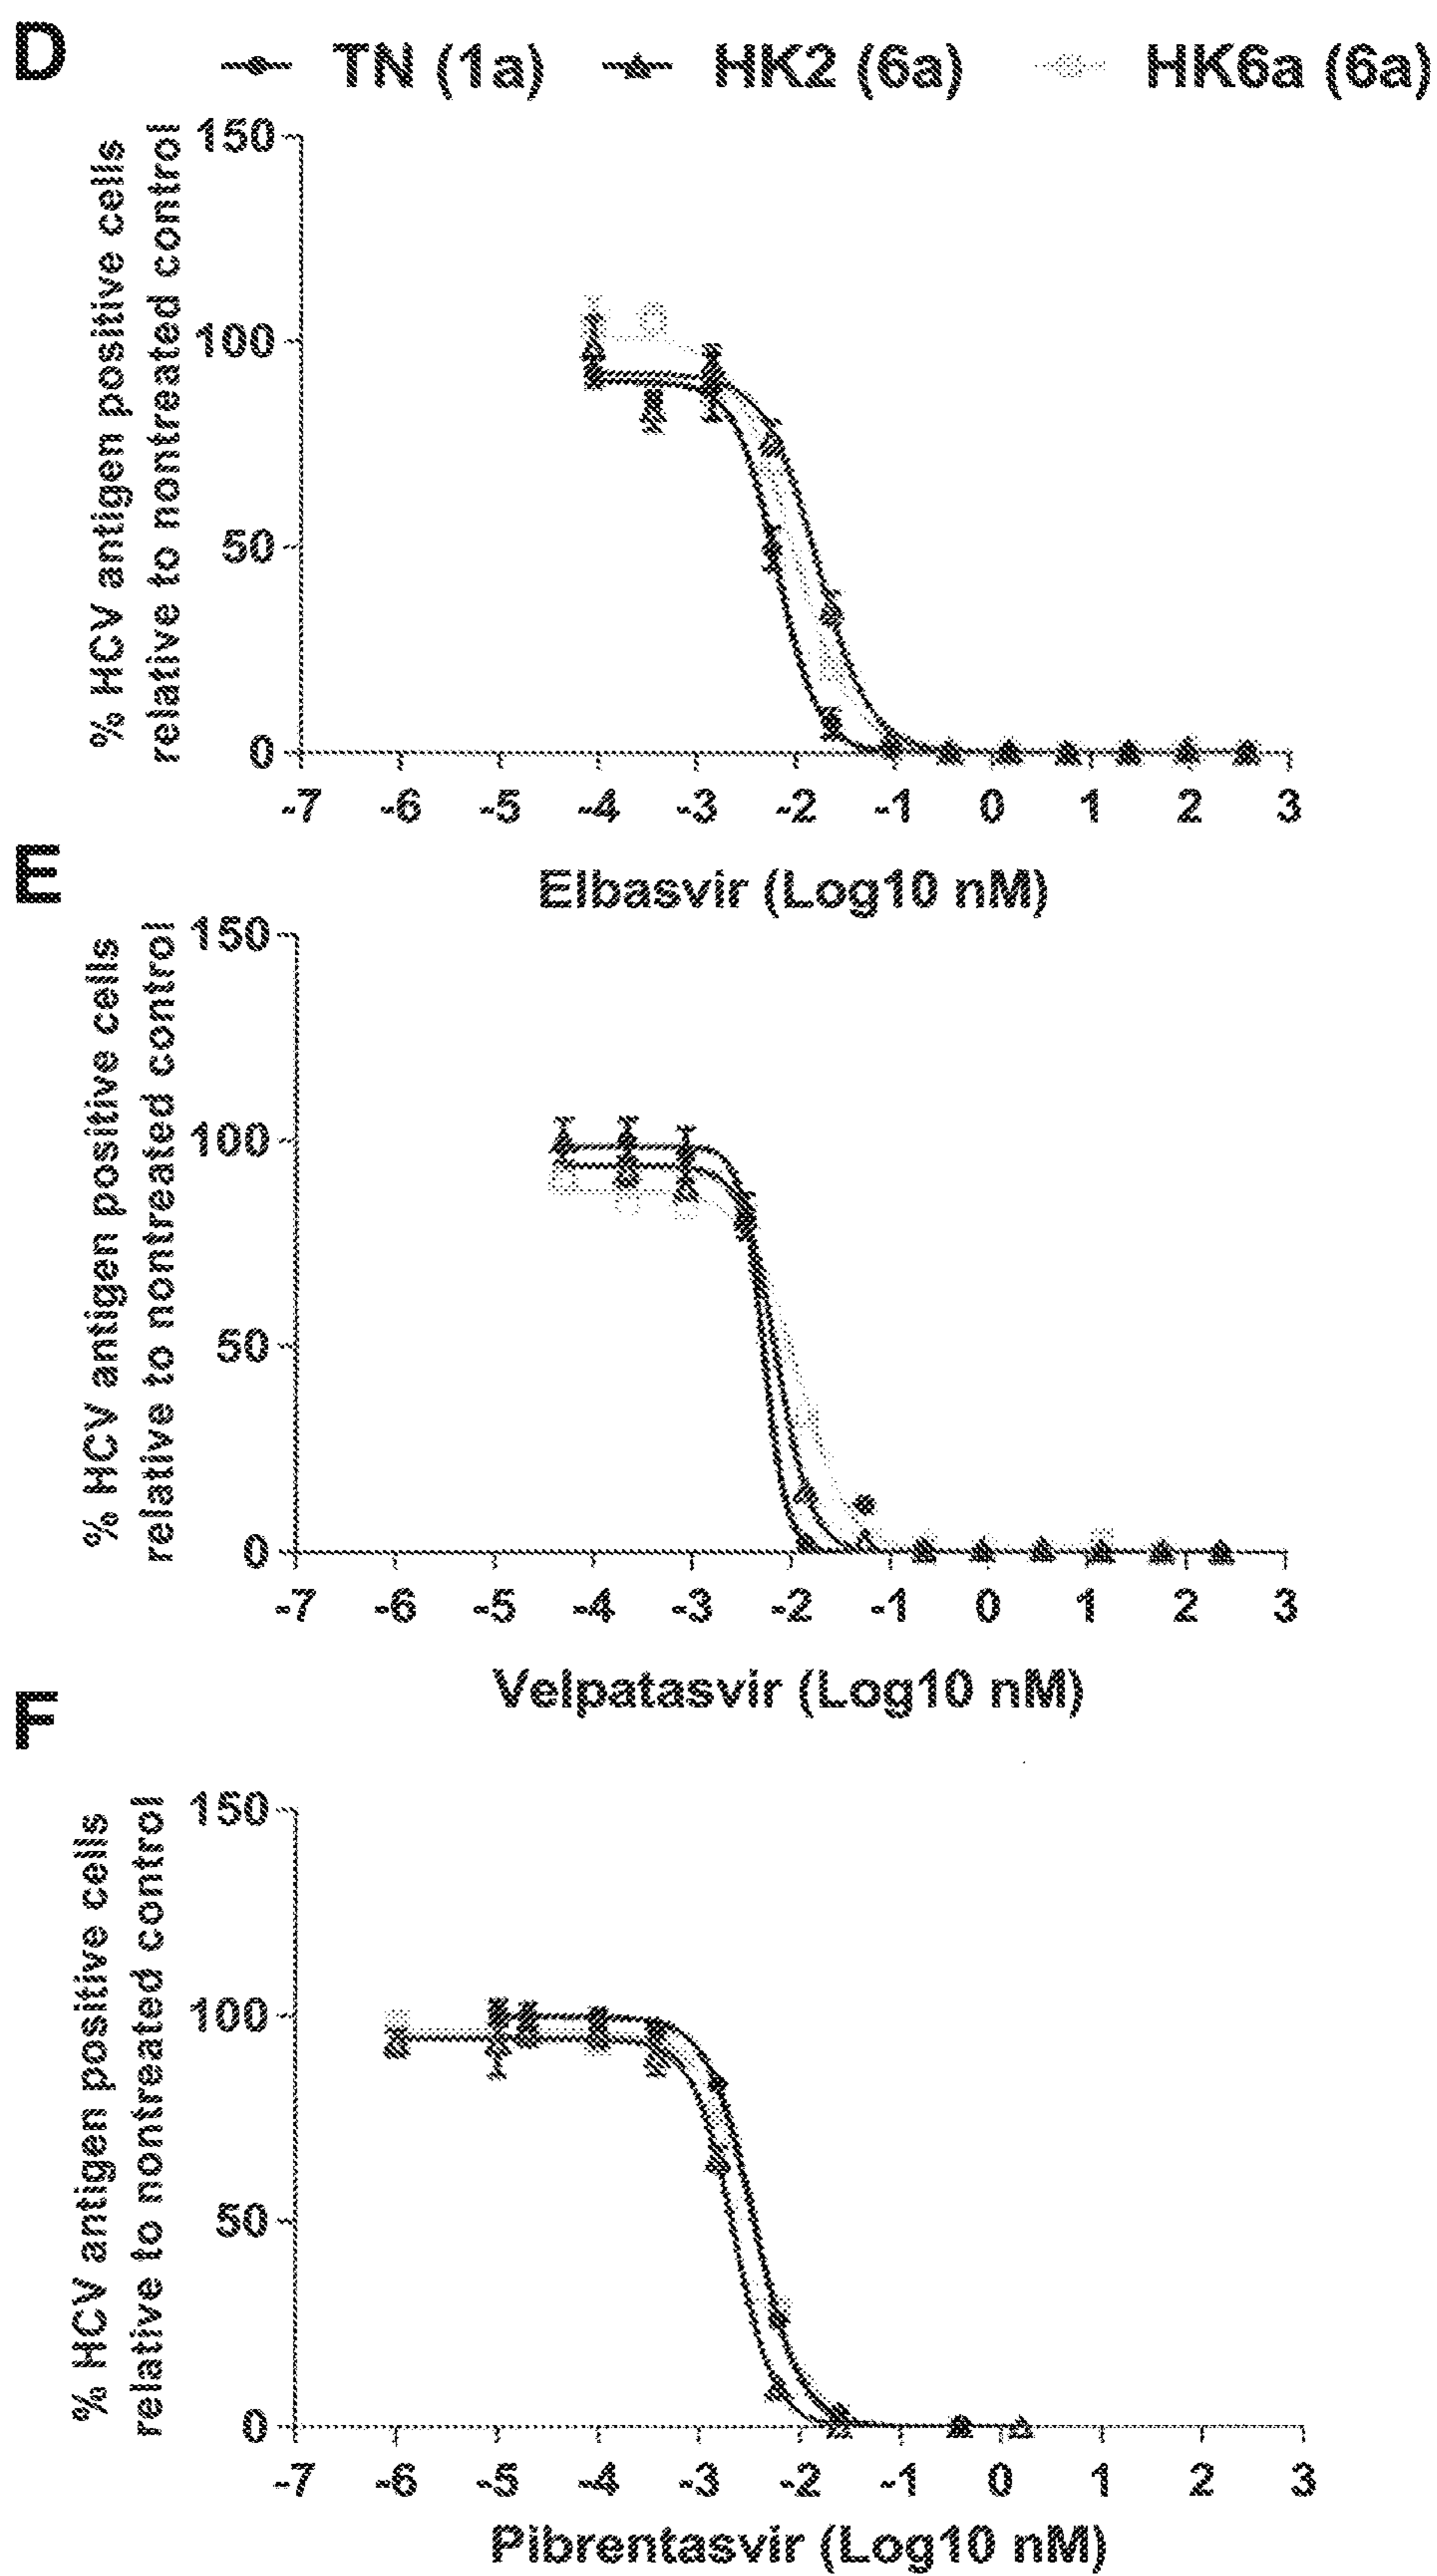 D
TN (1a) HK2 (6a) HK6a (6a)
% HCV antigen positive cells
relative to nontreated control
150
100
50
0
-7 -6 -5 -4 -3 -2 -1 0 1 2 3
Elbasvir (Log10 nM)
E
% HCV antigen positive cells
relative to nontreated control
150
100
50
0
-7 -6 -5 -4 -3 -2 -1 0 1 2 3
Velpatasvir (Log10 nM)
F
% HCV antigen positive cells
relative to nontreated control
150
100
50
0
-7 -6 -5 -4 -3 -2 -1 0 1 2 3
Pibrentasvir (Log10 nM)